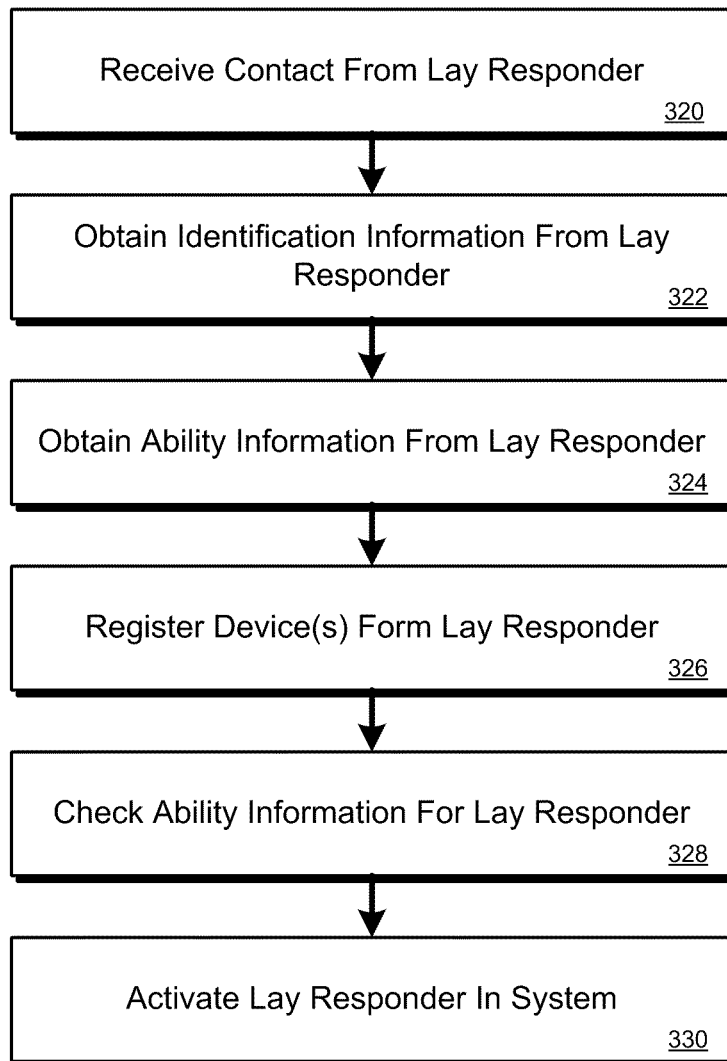 Receive Contact From Lay Responder
320
Obtain Identification Information From Lay
Responder
322
Obtain Ability Information From Lay Responder
324
Register Device(s) Form Lay Responder
326
Check Ability Information For Lay Responder
328
Activate Lay Responder In System
330